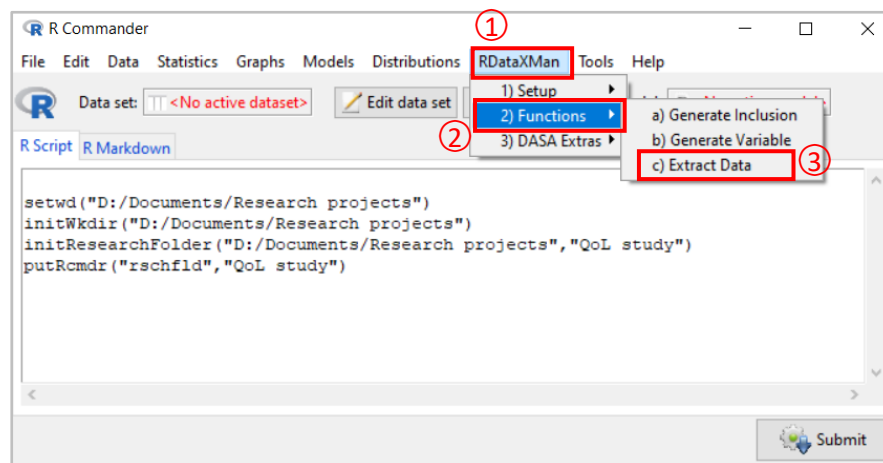 R Commander
①
File Edit Data Statistics Graphs Models Distributions RDataXMan Tools Help
Data set: <No active dataset> Edit data set
1) Setup
② 2) Functions
3) DASA Extras
a) Generate Inclusion
b) Generate Variable
c) Extract Data ③
R Script R Markdown
setwd("D:/Documents/Research projects")
initWkdir("D:/Documents/Research projects")
initResearchFolder("D:/Documents/Research projects","QoL study")
putRcmdr("rschfld","QoL study")
Submit